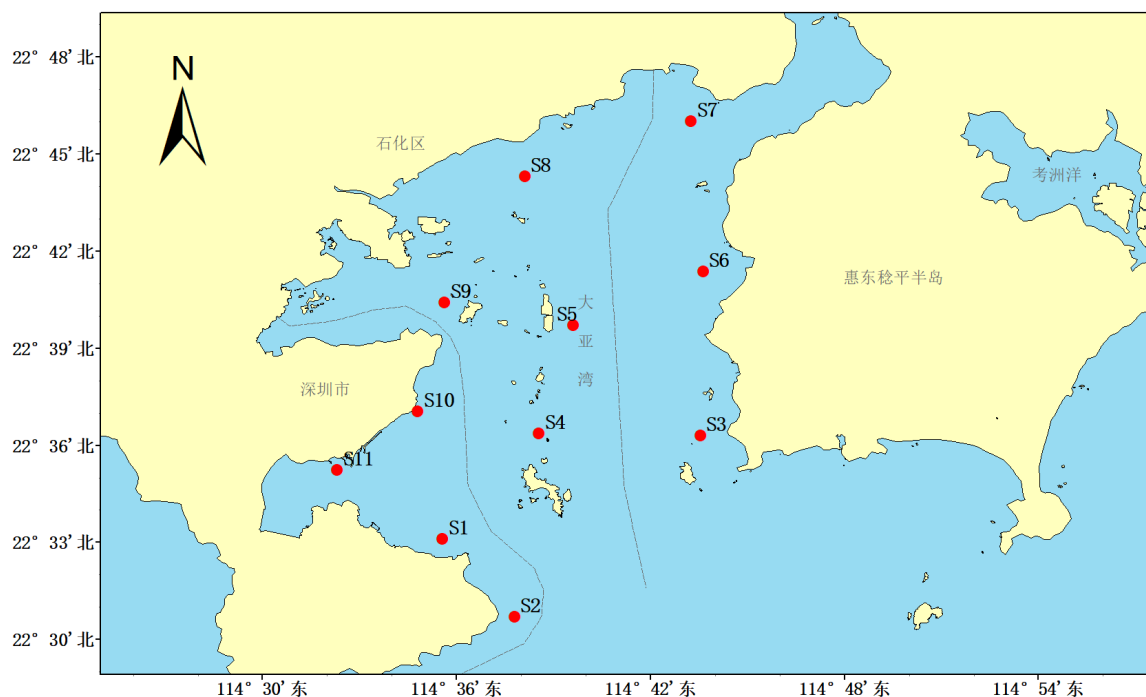 22° 48′北
N
S7
石化区
22° 45′北
S8
考洲洋
22° 42′北
S6
惠东稔平半岛
S9
大
S5
亚
22° 39′北
湾
深圳市
S10
S4
S3
22° 36′北
S11
S1
22° 33′北
S2
22° 30′北
114° 30′东
114° 36′东
114° 42′东
114° 48′东
114° 54′东